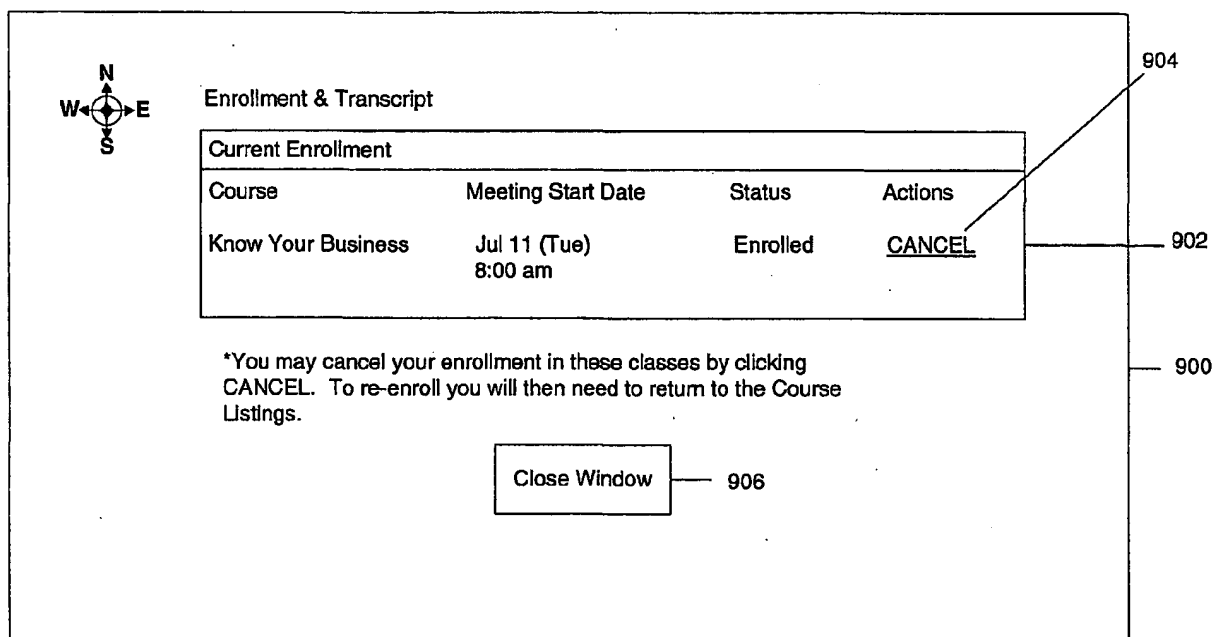 904
N
W E
S
Enrollment & Transcript
Current Enrollment
Course Meeting Start Date Status Actions
Know Your Business Jul 11 (Tue) Enrolled CANCEL
8:00 am
902
*You may cancel your enrollment in these classes by clicking
CANCEL. To re-enroll you will then need to return to the Course
Listings.
900
Close Window
906